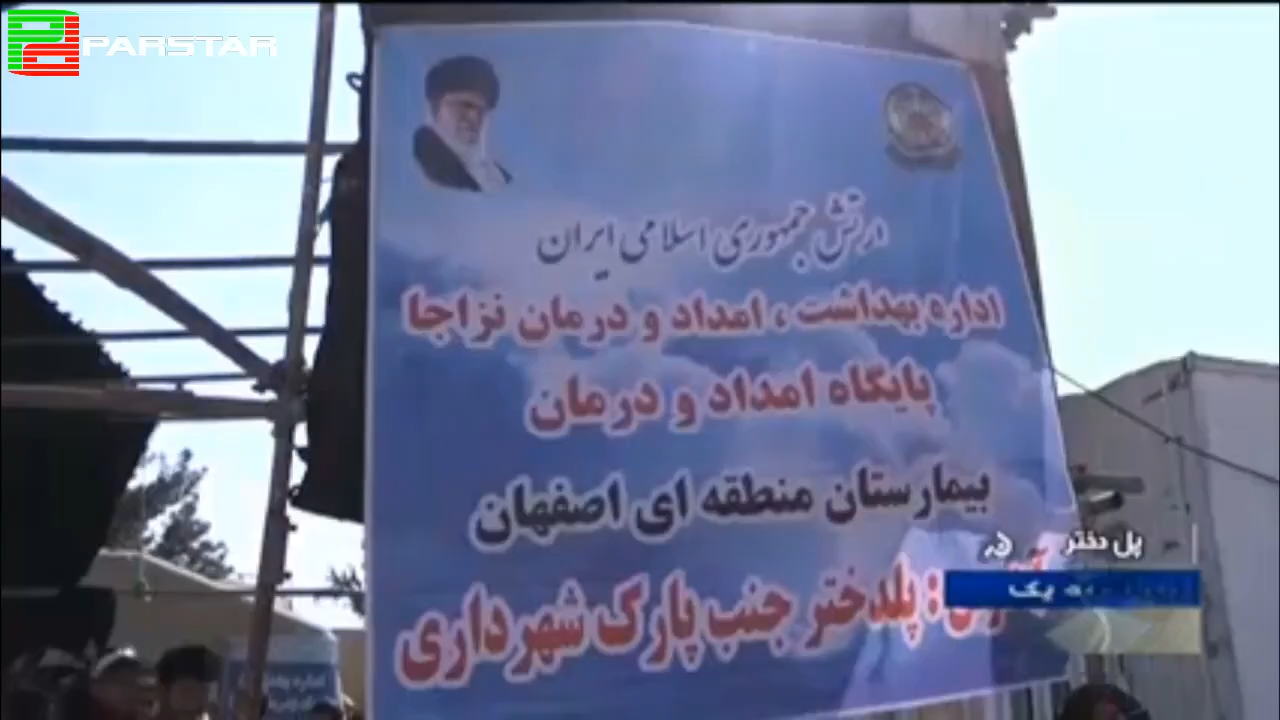 PARSTAR
ارتش جمهوری اسلامی ایران
اداره بهداشت ، امداد و درمان نزاجا
پایگاه امداد و درمان
بیمارستان منطقه ای اصفهان
: پلدختر جنب پارک شهرداری
پل دختر
یک